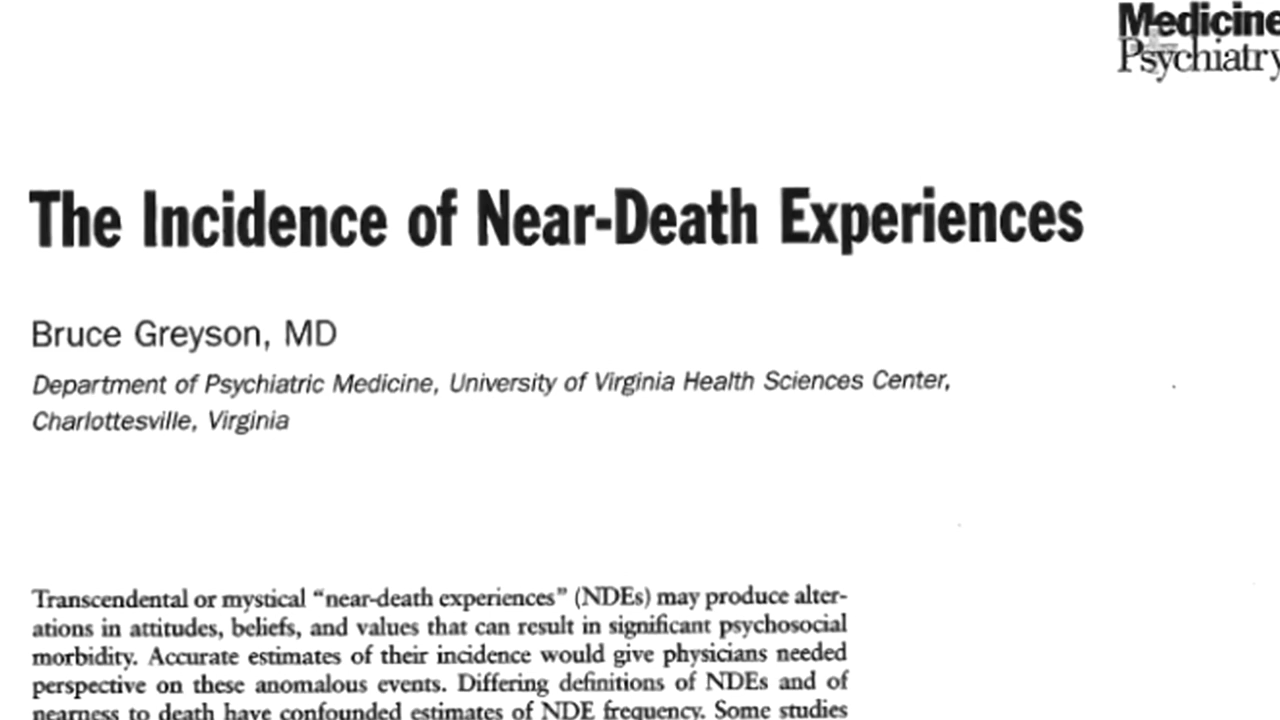 Medicine
Psychiatry
The Incidence of Near-Death Experiences
Bruce Greyson, MD
Department of Psychiatric Medicine, University of Virginia Health Sciences Center,
Charlottesville, Virginia
Transcendental or mystical “near-death experiences” (NDEs) may produce alter-
ations in attitudes, beliefs, and values that can result in significant psychosocial
morbidity. Accurate estimates of their incidence would give physicians needed
perspective on these anomalous events. Differing definitions of NDEs and of
nearness to death have confounded estimates of NDE frequency. Some studies